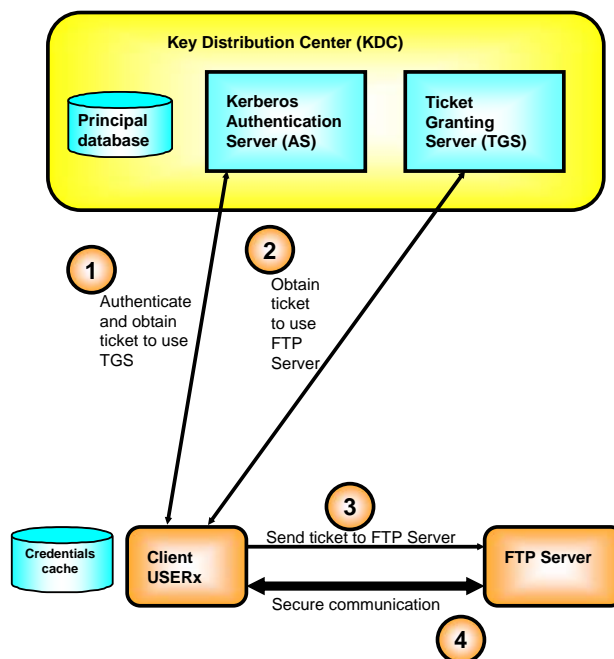 Key Distribution Center (KDC)
Principal
database
Kerberos
Authentication
Server (AS)
Ticket
Granting
Server (TGS)
1
Authenticate
and obtain
ticket to use
TGS
2
Obtain
ticket
to use
FTP
Server
3
Send ticket to FTP Server
Credentials
cache
Client
USERx
FTP Server
Secure communication
4